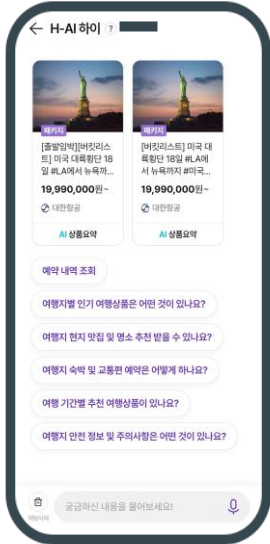 H-AI 하이 ?
패키지
[출발임박][버킷리스
트] 미국 대륙횡단 18
일 #LA에서 뉴욕까...
19,990,000원~
대한항공
AI 상품요약
패키지
[버킷리스트] 미국 대
륙횡단 18일 #LA에
서 뉴욕까지 #미국...
19,990,000원~
대한항공
AI 상품요약
예약 내역 조회
여행지별 인기 여행상품은 어떤 것이 있나요?
여행지 현지 맛집 및 명소 추천 받을 수 있나요?
여행지 숙박 및 교통편 예약은 어떻게 하나요?
여행 기간별 추천 여행상품이 있나요?
여행지 안전 정보 및 주의사항은 어떤 것이 있나요?
궁금하신 내용을 물어보세요!